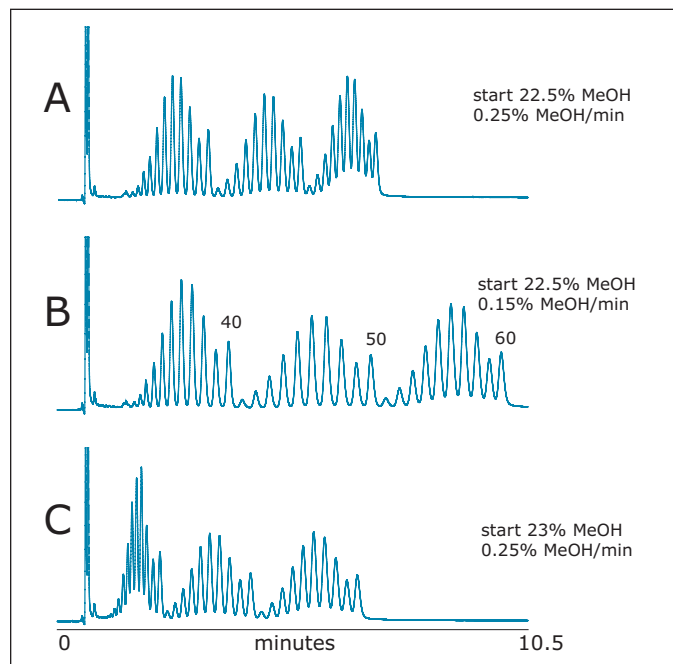 A
start 22.5% MeOH
0.25% MeOH/min
B
start 22.5% MeOH
0.15% MeOH/min
40
50
60
C
start 23% MeOH
0.25% MeOH/min
0 minutes 10.5